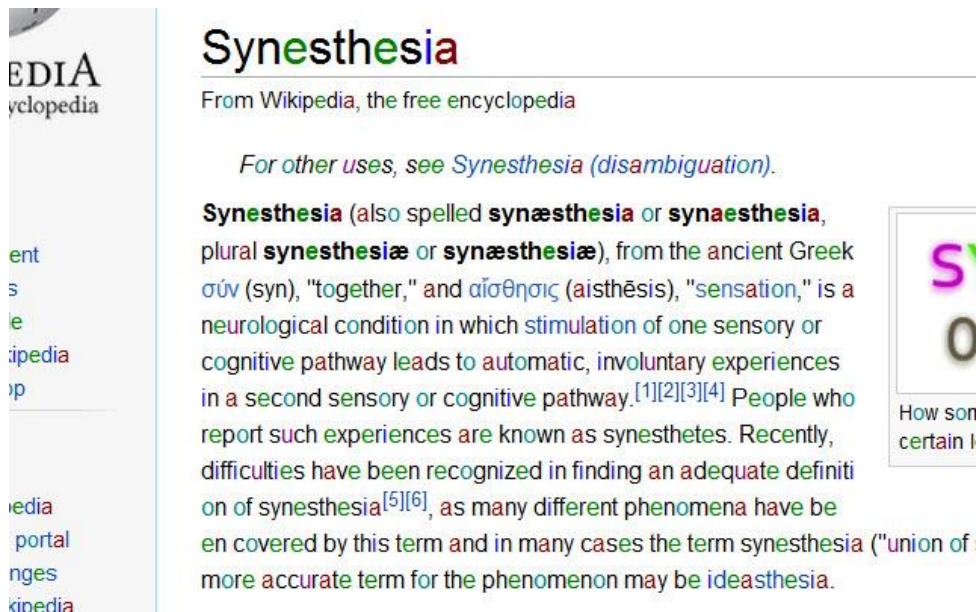 EDIA
yclopedia
ent
s
le
kipedia
op
edia
portal
nges
kipedia
Synesthesia
From Wikipedia, the free encyclopedia
For other uses, see Synesthesia (disambiguation).
Synesthesia (also spelled synæsthesia or synaesthesia,
plural synesthesiæ or synæsthesiæ), from the ancient Greek
σύν (syn), "together," and αἴσθησις (aisthēsis), "sensation," is a
neurological condition in which stimulation of one sensory or
cognitive pathway leads to automatic, involuntary experiences
in a second sensory or cognitive pathway.[1][2][3][4] People who
report such experiences are known as synesthetes. Recently,
difficulties have been recognized in finding an adequate definiti
on of synesthesia[5][6], as many different phenomena have be
en covered by this term and in many cases the term synesthesia ("union of
more accurate term for the phenomenon may be ideasthesia.
SY
0
How som
certain l